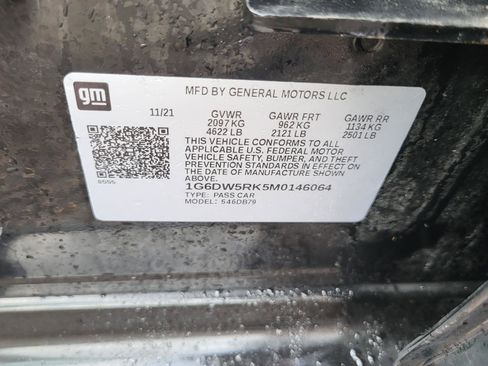 gm
MFD BY GENERAL MOTORS LLC
11/21 GVWR GAWR FRT GAWR RR
2097 KG 962 KG 1134 KG
4622 LB 2121 LB 2501 LB
THIS VEHICLE CONFORMS TO ALL
APPLICABLE U.S. FEDERAL MOTOR
VEHICLE SAFETY, BUMPER, AND THEFT
PREVENTION STANDARDS IN EFFECT ON
THE DATE OF MANUFACTURE SHOWN
ABOVE.
1G6DW5RK5M0146064
TYPE: PASS CAR
MODEL: 546DB79